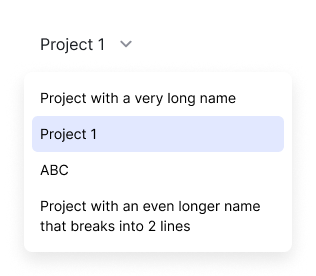 Project 1
Project with a very long name
Project 1
ABC
Project with an even longer name
that breaks into 2 lines